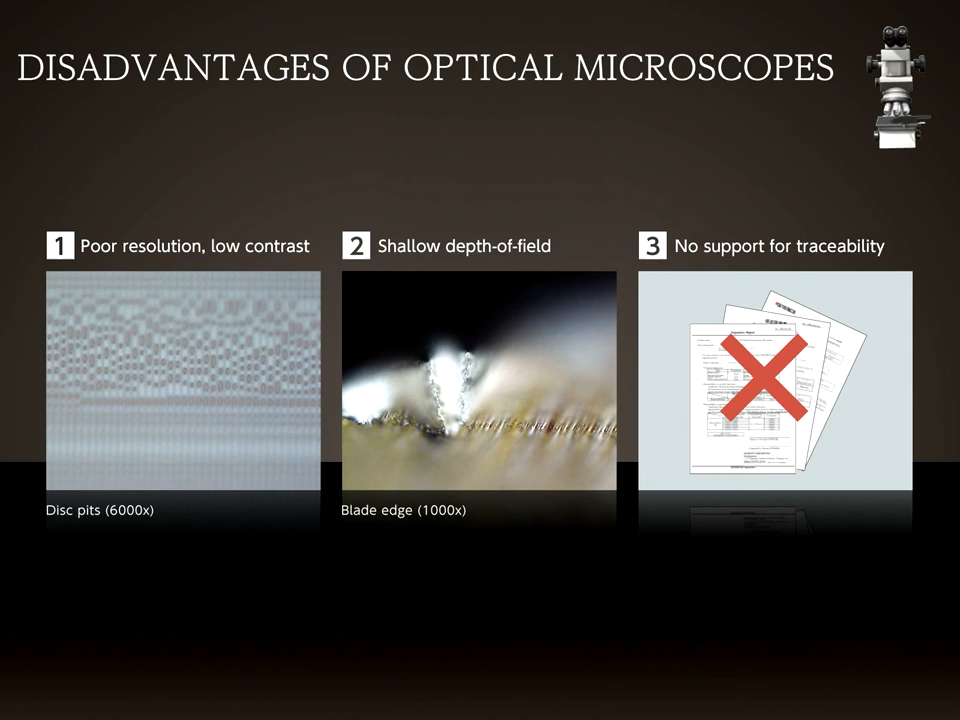 DISADVANTAGES OF OPTICAL MICROSCOPES
1 Poor resolution, low contrast
2 Shallow depth-of-field
3 No support for traceability
Disc pits (6000x)
Blade edge (1000x)